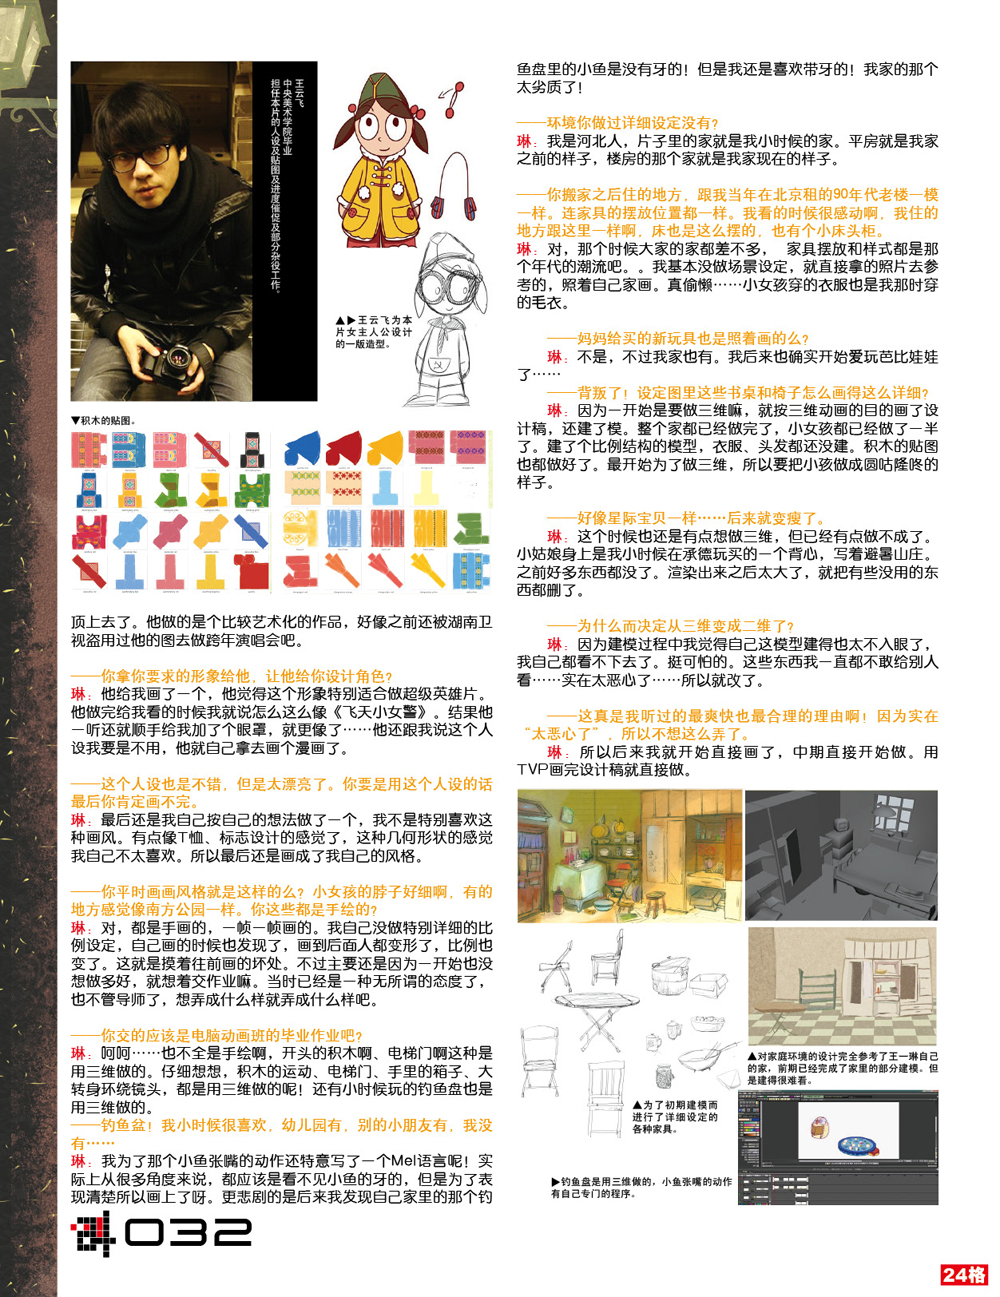 王云飞
中央美术学院毕业
担任本片的人设及贴图及进度催促及部分杂役工作。
▲▶王云飞为本
片女主人公设计
的一版造型。
▼积木的贴图。
顶上去了。他做的是个比较艺术化的作品，好像之前还被湖南卫
视盗用过他的图去做跨年演唱会吧。
——你拿你要求的形象给他，让他给你设计角色？
琳：他给我画了一个，他觉得这个形象特别适合做超级英雄片。
他做完给我看的时候我就说怎么这么像《飞天小女警》。结果他
一听还就顺手给我加了个眼罩，就更像了……他还跟我说这个人
设我要是不用，他就自己拿去画个漫画了。
——这个人设也是不错，但是太漂亮了。你要是用这个人设的话
最后你肯定画不完。
琳：最后还是我自己按自己的想法做了一个，我不是特别喜欢这
种画风。有点像T恤、标志设计的感觉了，这种几何形状的感觉
我自己不太喜欢。所以最后还是画成了我自己的风格。
——你平时画画风格就是这样的么？小女孩的脖子好细啊，有的
地方感觉像南方公园一样。你这些都是手绘的？
琳：对，都是手画的，一帧一帧画的。我自己没做特别详细的比
例设定，自己画的时候也发现了，画到后面人都变形了，比例也
变了。这就是摸着往前画的坏处。不过主要还是因为一开始也没
想做多好，就想着交作业嘛。当时已经是一种无所谓的态度了，
也不管导师了，想弄成什么样就弄成什么样吧。
——你交的应该是电脑动画班的毕业作业吧？
琳：呵呵……也不全是手绘啊，开头的积木啊、电梯门啊这种是
用三维做的。仔细想想，积木的运动、电梯门、手里的箱子、大
转身环绕镜头，都是用三维做的呢！还有小时候玩的钓鱼盘也是
用三维做的。
——钓鱼盆！我小时候很喜欢，幼儿园有，别的小朋友有，我没
有……
琳：我为了那个小鱼张嘴的动作还特意写了一个Mel语言呢！实
际上从很多角度来说，都应该是看不见小鱼的牙的，但是为了表
现清楚所以画上了呀。更悲剧的是后来我发现自己家里的那个钓
鱼盘里的小鱼是没有牙的！但是我还是喜欢带牙的！我家的那个
太劣质了！
——环境你做过详细设定没有？
琳：我是河北人，片子里的家就是我小时候的家。平房就是我家
之前的样子，楼房的那个家就是我家现在的样子。
——你搬家之后住的地方，跟我当年在北京租的90年代老楼一模
一样。连家具的摆放位置都一样。我看的时候很感动啊，我住的
地方跟这里一样啊，床也是这么摆的，也有个小床头柜。
琳：对，那个时候大家的家都差不多， 家具摆放和样式都是那
个年代的潮流吧。。我基本没做场景设定，就直接拿的照片去参
考的，照着自己家画。真偷懒……小女孩穿的衣服也是我那时穿
的毛衣。
——妈妈给买的新玩具也是照着画的么？
琳：不是，不过我家也有。我后来也确实开始爱玩芭比娃娃
了……
——背叛了！设定图里这些书桌和椅子怎么画得这么详细？
琳：因为一开始是要做三维嘛，就按三维动画的目的画了设
计稿，还建了模。整个家都已经做完了，小女孩都已经做了一半
了。建了个比例结构的模型，衣服、头发都还没建。积木的贴图
也都做好了。最开始为了做三维，所以要把小孩做成圆咕隆咚的
样子。
——好像星际宝贝一样……后来就变瘦了。
琳：这个时候也还是有点想做三维，但已经有点做不成了。
小姑娘身上是我小时候在承德玩买的一个背心，写着避暑山庄。
之前好多东西都没了。渲染出来之后太大了，就把有些没用的东
西都删了。
——为什么而决定从三维变成二维了？
琳：因为建模过程中我觉得自己这模型建得也太不入眼了，
我自己都看不下去了。挺可怕的。这些东西我一直都不敢给别人
看……实在太恶心了……所以就改了。
——这真是我听过的最爽快也最合理的理由啊！因为实在
“太恶心了”，所以不想这么弄了。
琳：所以后来我就开始直接画了，中期直接开始做。用
TVP画完设计稿就直接做。
▲对家庭环境的设计完全参考了王一琳自己
的家，前期已经完成了家里的部分建模。但
是建得很难看。
▲为了初期建模而
进行了详细设定的
各种家具。
▶钓鱼盘是用三维做的，小鱼张嘴的动作
有自己专门的程序。
032
24格